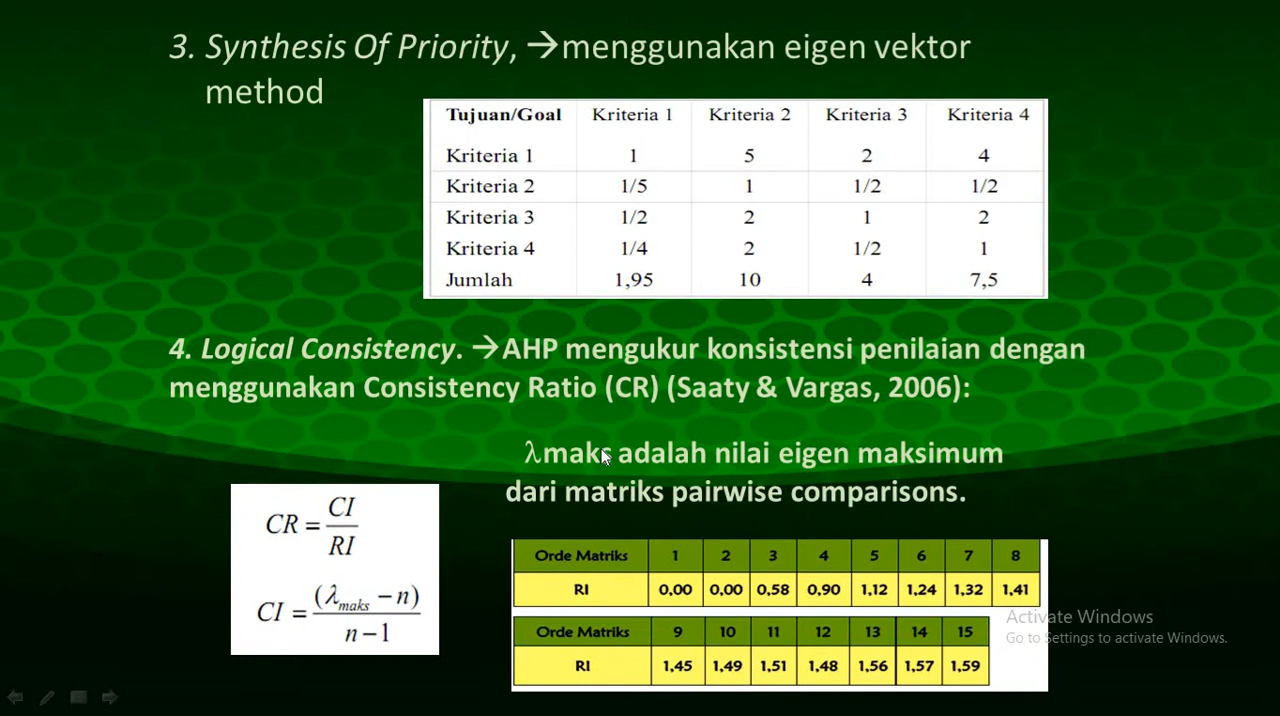 3. Synthesis Of Priority, →menggunakan eigen vektor
method
Tujuan/Goal Kriteria 1 Kriteria 2 Kriteria 3 Kriteria 4
Kriteria 1 1 5 2 4
Kriteria 2 1/5 1 1/2 1/2
Kriteria 3 1/2 2 1 2
Kriteria 4 1/4 2 1/2 1
Jumlah 1,95 10 4 7,5
4. Logical Consistency. →AHP mengukur konsistensi penilaian dengan
menggunakan Consistency Ratio (CR) (Saaty & Vargas, 2006):
λmaks adalah nilai eigen maksimum
dari matriks pairwise comparisons.
CR = CI / RI
CI = (λmaks − n) / n − 1
Orde Matriks 1 2 3 4 5 6 7 8
RI 0,00 0,00 0,58 0,90 1,12 1,24 1,32 1,41
Orde Matriks 9 10 11 12 13 14 15
RI 1,45 1,49 1,51 1,48 1,56 1,57 1,59
Activate Windows
Go to Settings to activate Windows.